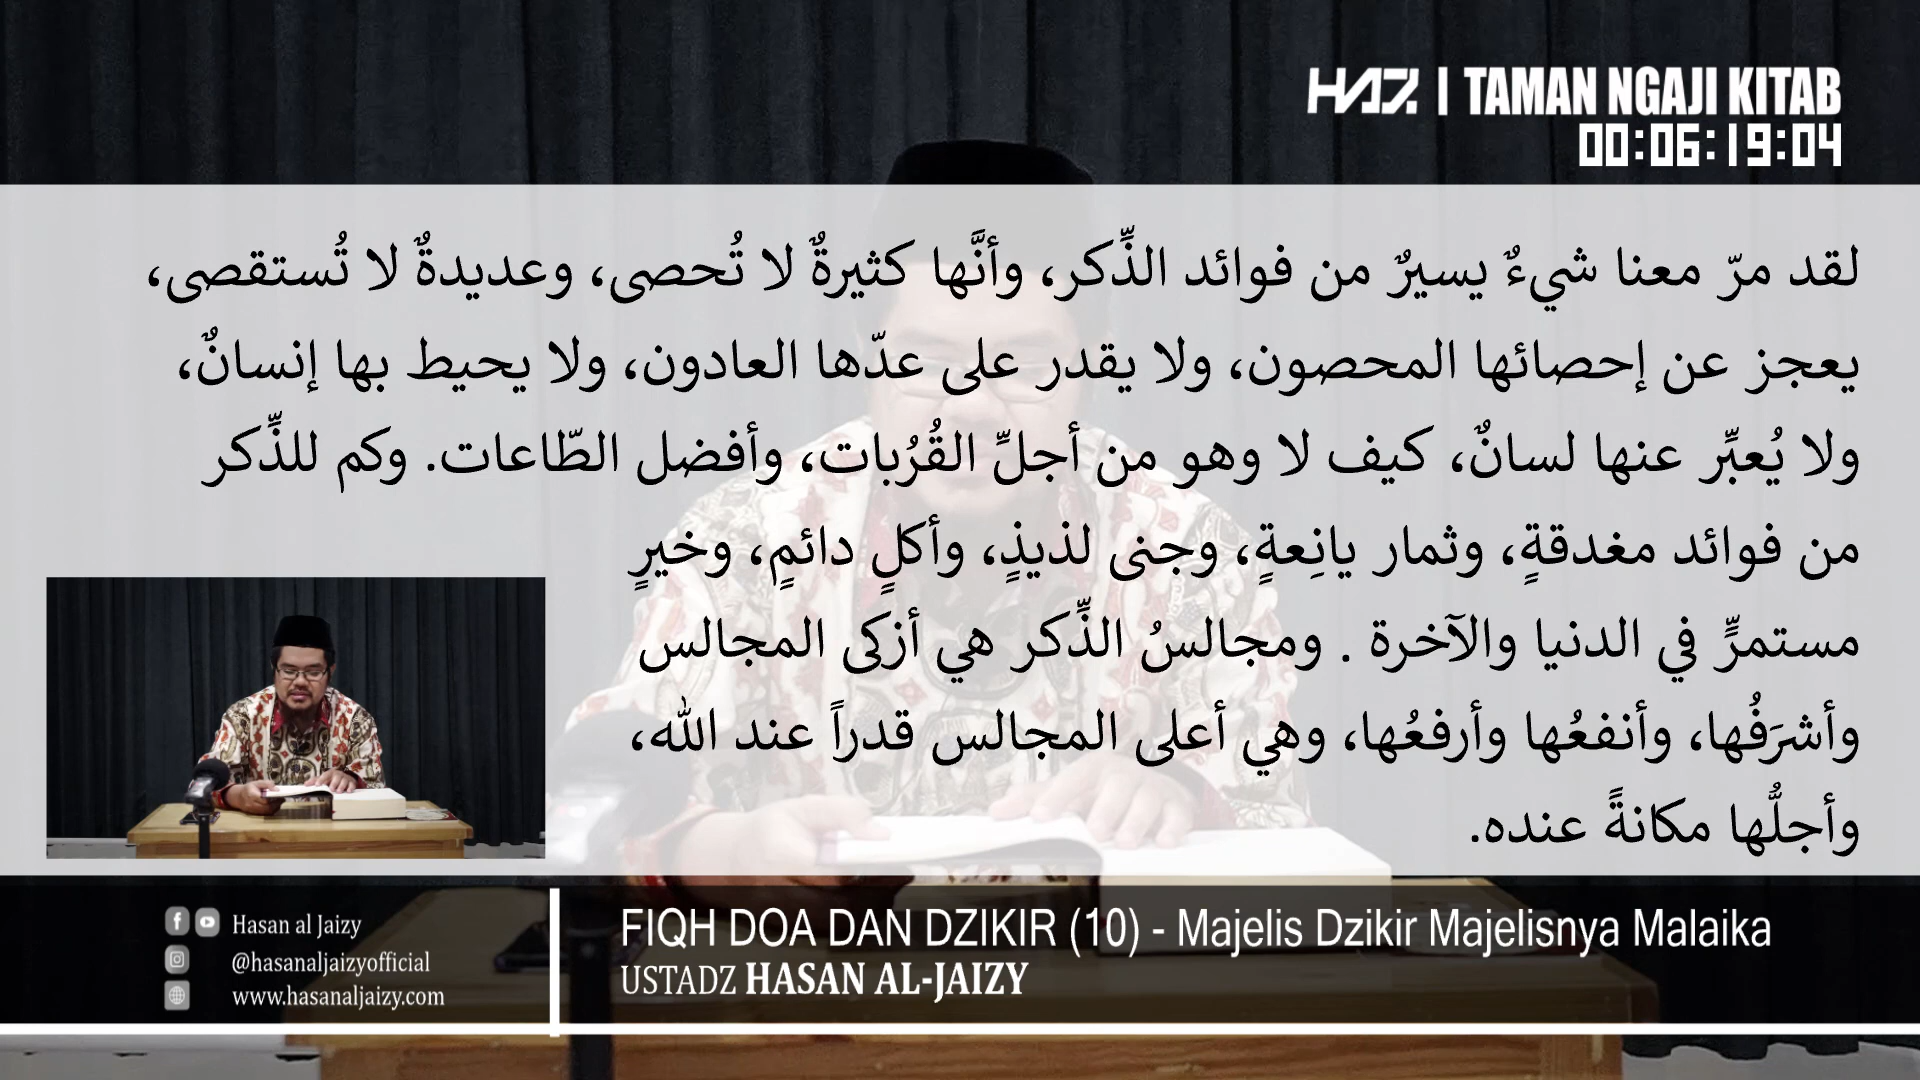 HAJ. | TAMAN NGAJI KITAB
00:06:19:04
لقد مرّ معنا شيءٌ يسيرٌ من فوائد الذِّكر، وأنَّها كثيرةٌ لا تُحصى، وعديدةٌ لا تُستقصى،
يعجز عن إحصائها المحصون، ولا يقدر على عدّها العادون، ولا يحيط بها إنسانٌ،
ولا يُعبِّر عنها لسانٌ، كيف لا وهو من أجلِّ القُرُبات، وأفضل الطّاعات. وكم للذِّكر
من فوائد مغدقةٍ، وثمار يانِعةٍ، وجنى لذيذٍ، وأكلٍ دائمٍ، وخيرٍ
مستمرٍّ في الدنيا والآخرة . ومجالسُ الذِّكر هي أزكى المجالس
وأشرَفُها، وأنفعُها وأرفعُها، وهي أعلى المجالس قدراً عند الله،
وأجلُّها مكانةً عنده.
Hasan al Jaizy
@hasanaljaizyofficial
www.hasanaljaizy.com
FIQH DOA DAN DZIKIR (10) - Majelis Dzikir Majelisnya Malaika
USTADZ HASAN AL-JAIZY